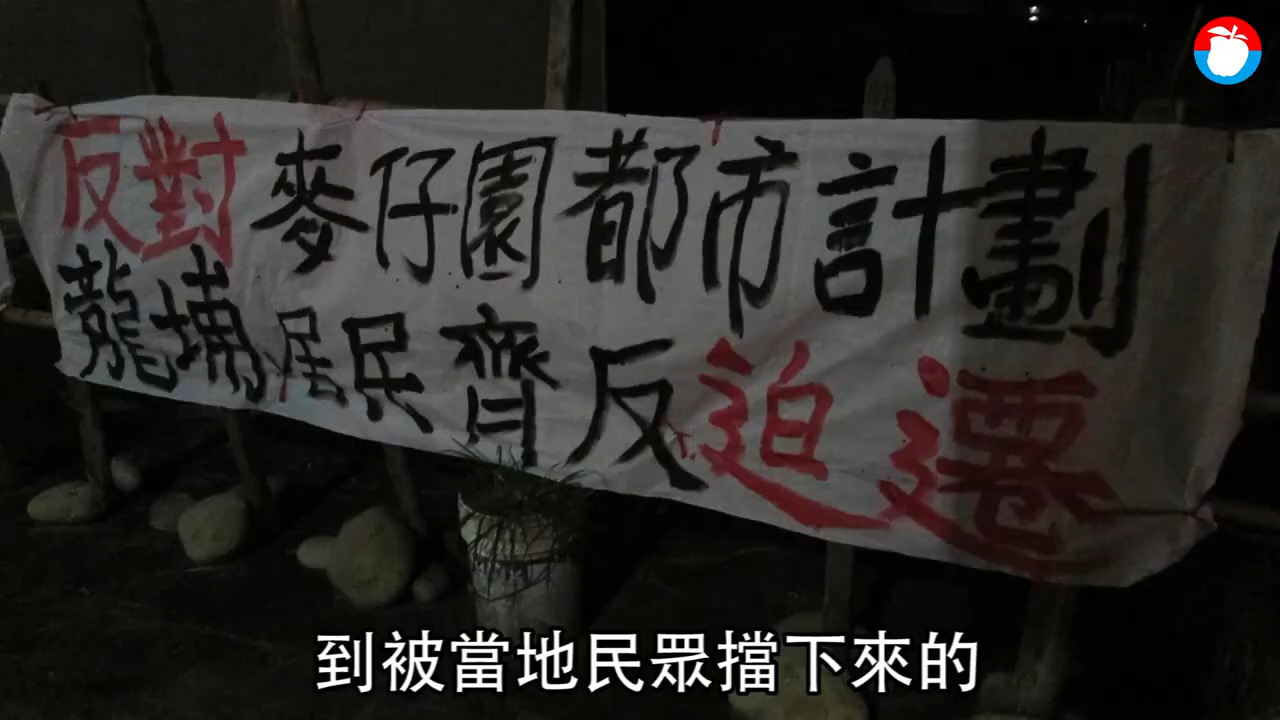 反對麥仔園都市計劃
龍埔居民齊反迫遷
到被當地民眾擋下來的